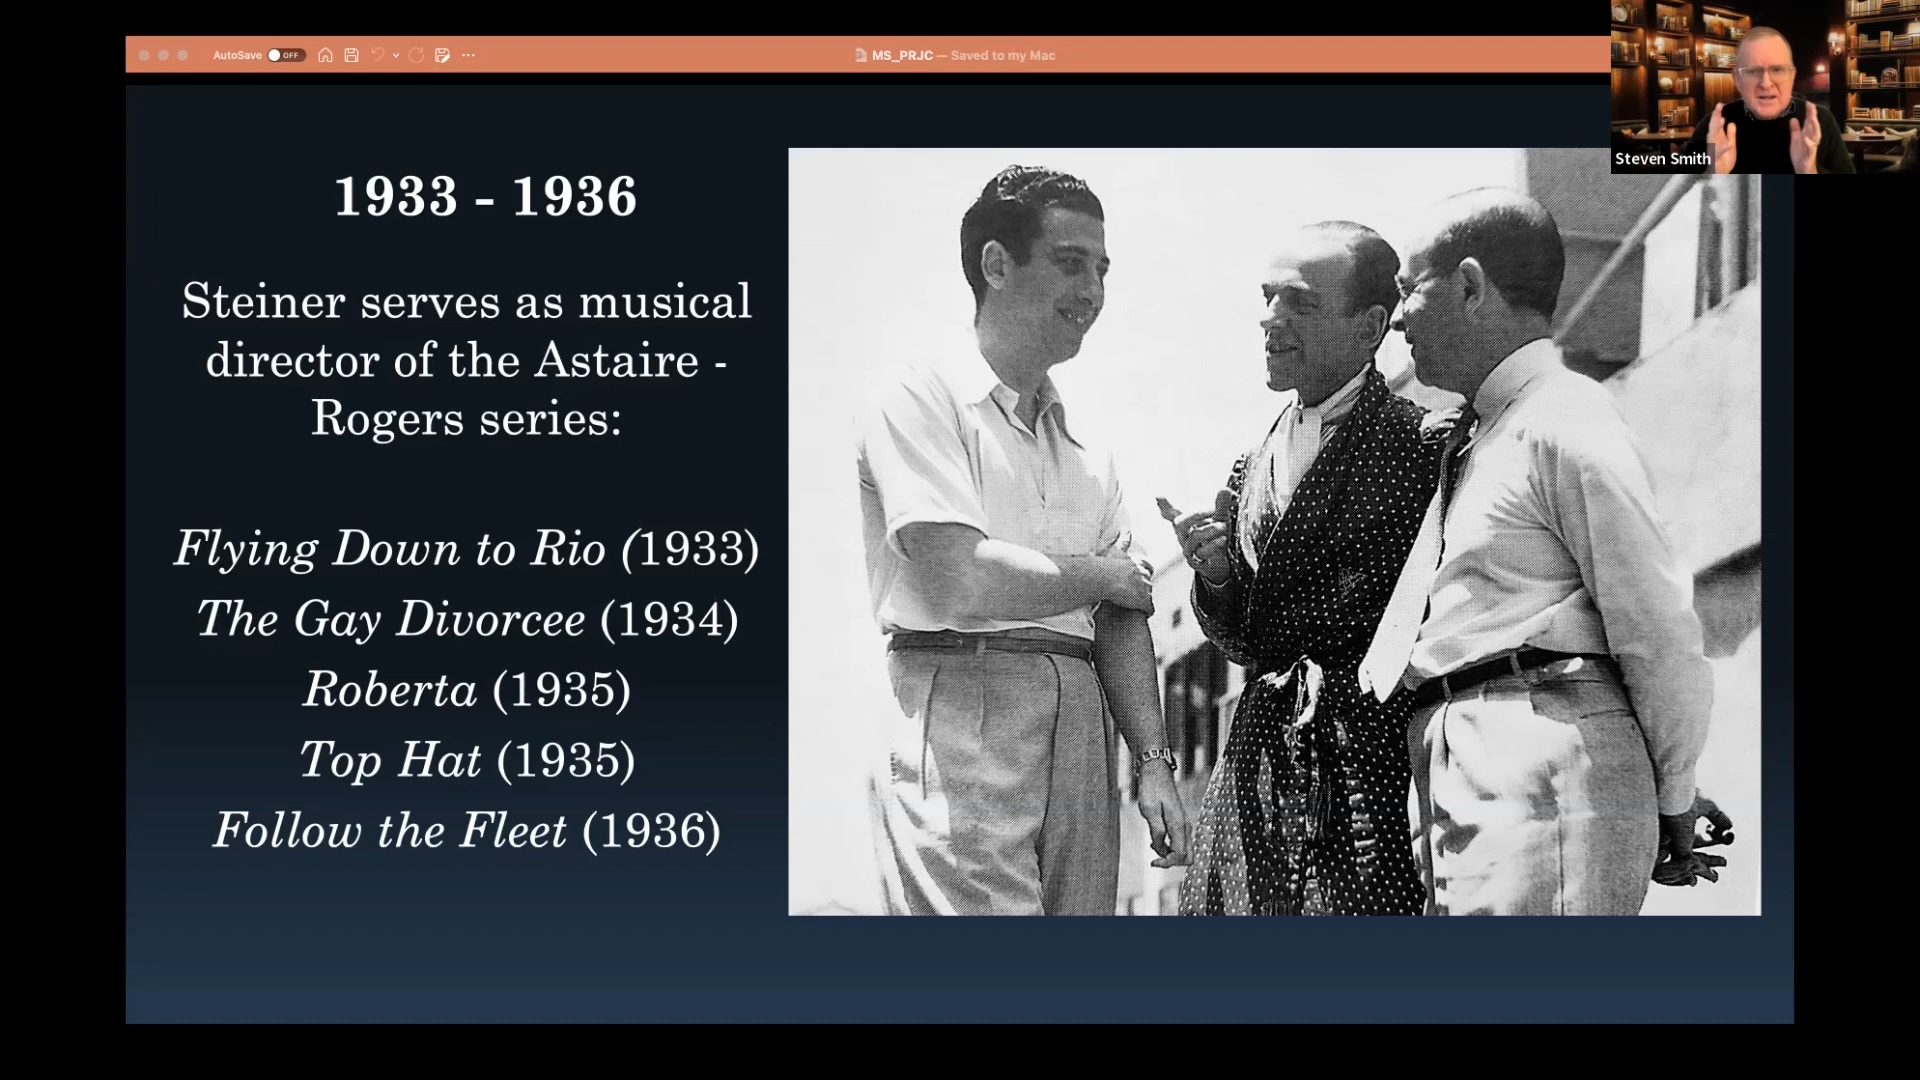 AutoSave OFF
MS_PRJC — Saved to my Mac
Steven Smith
1933 - 1936
Steiner serves as musical
director of the Astaire -
Rogers series:
Flying Down to Rio (1933)
The Gay Divorcee (1934)
Roberta (1935)
Top Hat (1935)
Follow the Fleet (1936)